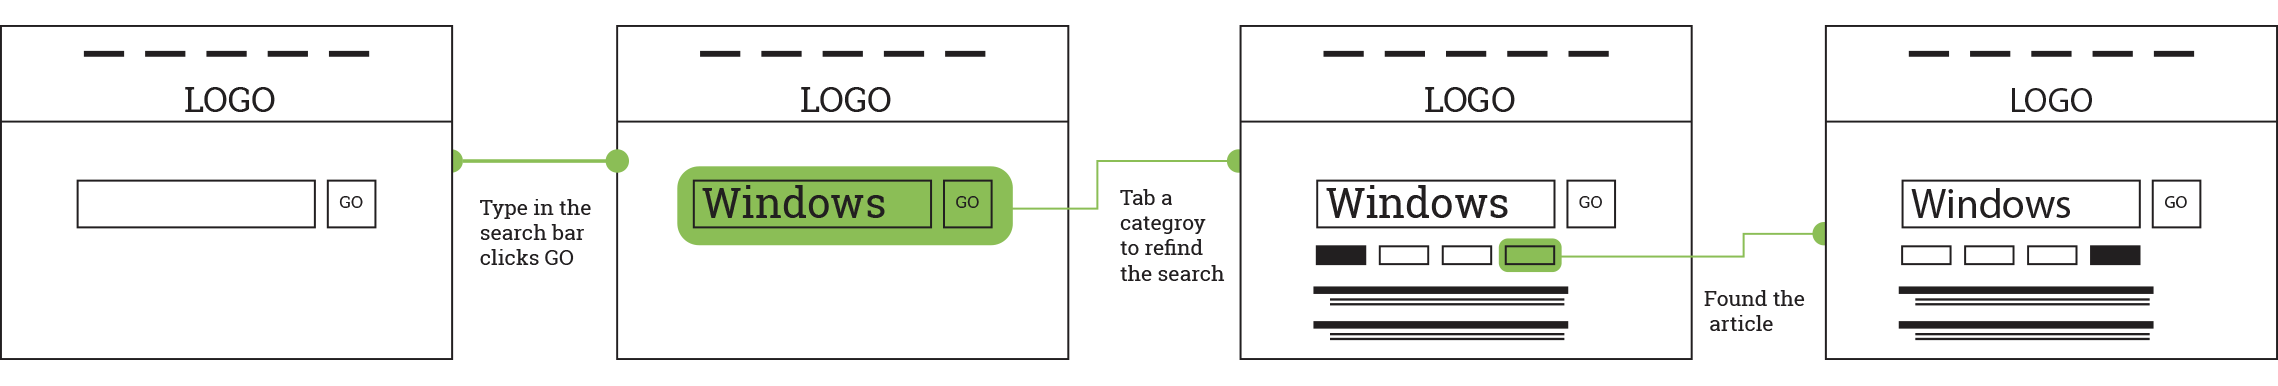 LOGO
GO
Type in the
search bar
clicks GO
LOGO
Windows
GO
Tab a
categroy
to refind
the search
LOGO
Windows
GO
Found the
article
LOGO
Windows
GO